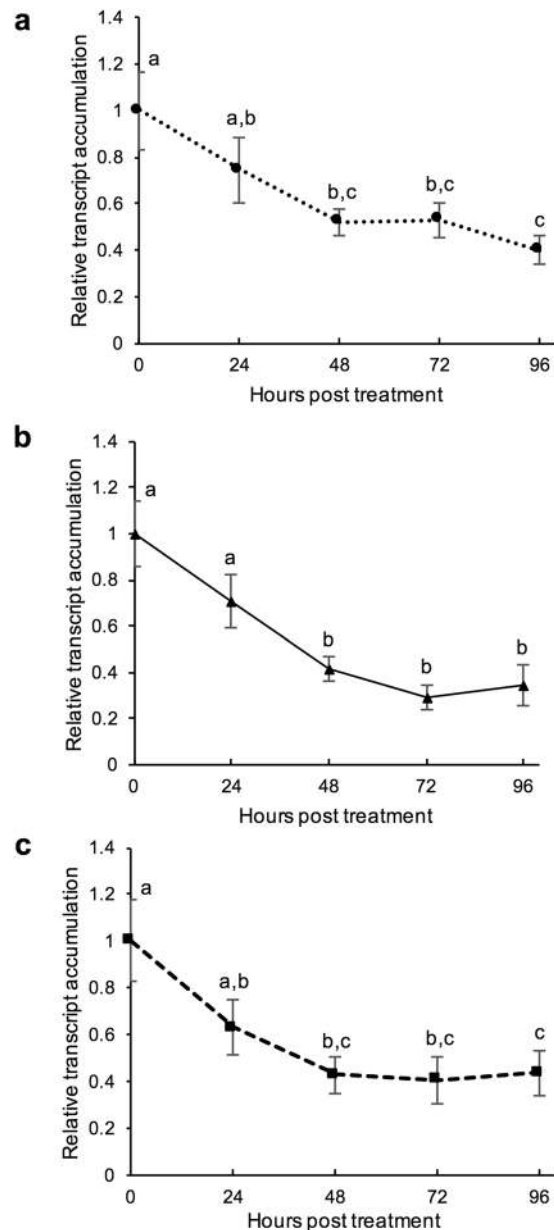 a
Relative transcript accumulation
1.4
1.2
1
0.8
0.6
0.4
0.2
0
a
a,b
b,c
b,c
c
0
24
48
72
96
Hours post treatment
b
Relative transcript accumulation
1.4
1.2
1
0.8
0.6
0.4
0.2
0
a
a
b
b
b
0
24
48
72
96
Hours post treatment
c
Relative transcript accumulation
1.4
1.2
1
0.8
0.6
0.4
0.2
0
a
a,b
b,c
b,c
c
0
24
48
72
96
Hours post treatment